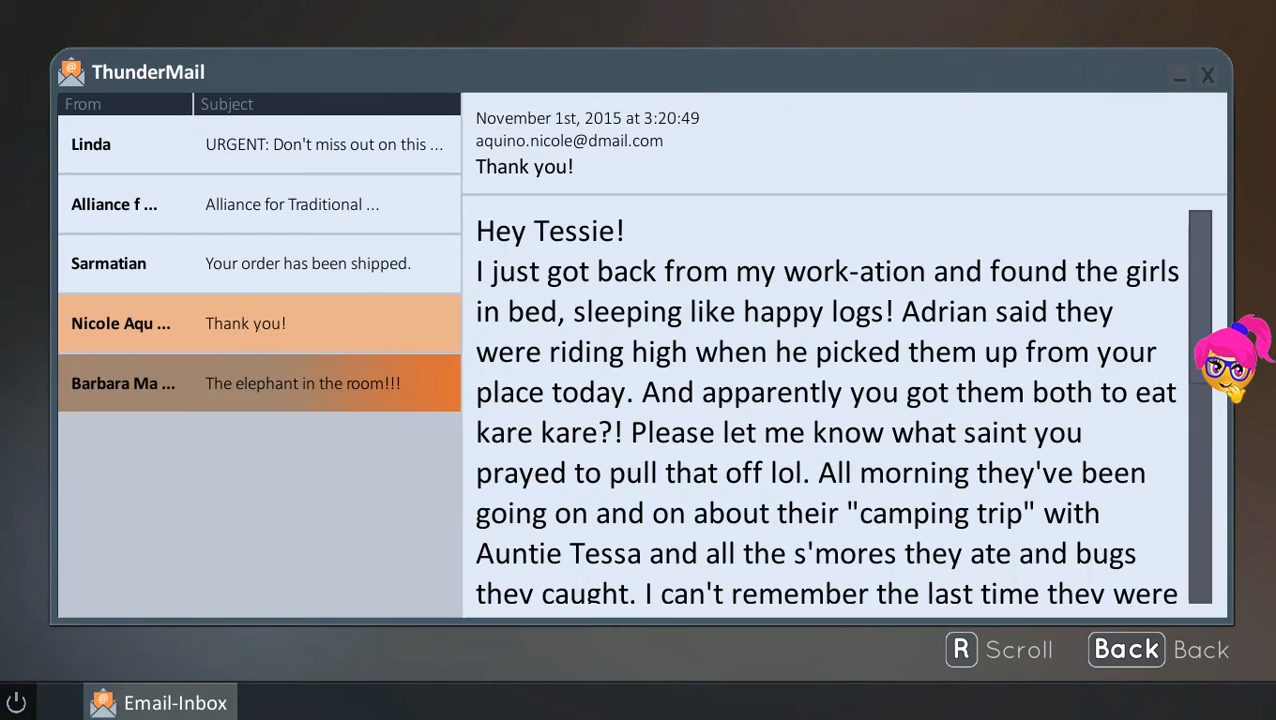 ThunderMail
From Subject
Linda URGENT: Don't miss out on this ...
Alliance f ... Alliance for Traditional ...
Sarmatian Your order has been shipped.
Nicole Aqu ... Thank you!
Barbara Ma ... The elephant in the room!!!
November 1st, 2015 at 3:20:49
aquino.nicole@dmail.com
Thank you!
Hey Tessie!
I just got back from my work-ation and found the girls
in bed, sleeping like happy logs! Adrian said they
were riding high when he picked them up from your
place today. And apparently you got them both to eat
kare kare?! Please let me know what saint you
prayed to pull that off lol. All morning they've been
going on and on about their "camping trip" with
Auntie Tessa and all the s'mores they ate and bugs
they caught. I can't remember the last time they were
R Scroll Back Back
Email-Inbox